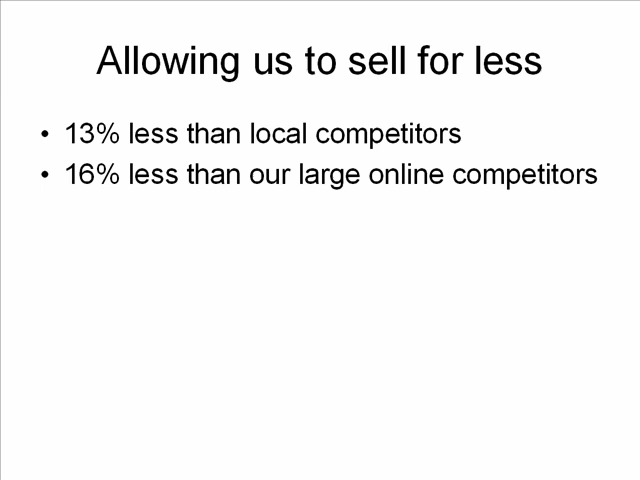 Allowing us to sell for less
• 13% less than local competitors
• 16% less than our large online competitors